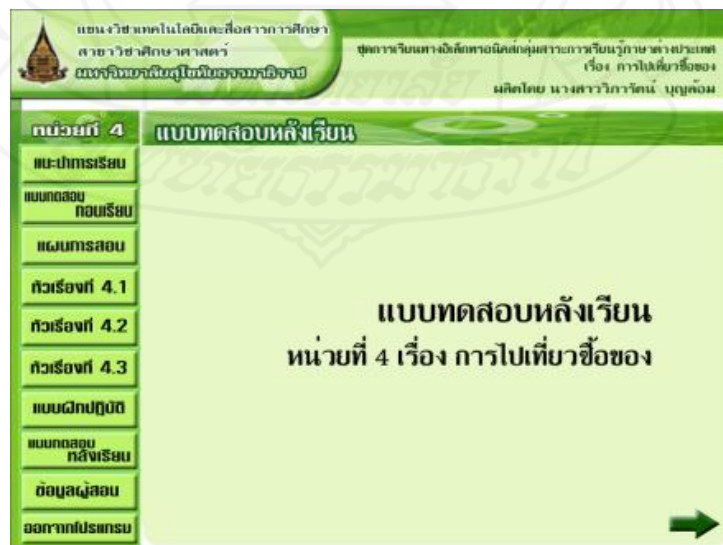 แขนงวิชาเทคโนโลยีและสื่อสารการศึกษา
สาขาวิชาศึกษาศาสตร์
มหาวิทยาลัยสุโขทัยธรรมาธิราช
ชุดการเรียนทางอิเล็กทรอนิคส์กลุ่มสาระการเรียนรู้ภาษาต่างประเทศ
เรื่อง การไปเที่ยวซื้อของ
ผลิตโดย นางสาววิภารัตน์ บุญล้อม
หน่วยที่ 4
แบบทดสอบหลังเรียน
แนะนำการเรียน
แบบทดสอบ
ก่อนเรียน
แผนการสอน
หัวเรื่องที่ 4.1
หัวเรื่องที่ 4.2
หัวเรื่องที่ 4.3
แบบฝึกปฏิบัติ
แบบทดสอบ
หลังเรียน
ข้อมูลผู้สอน
ออกจากโปรแกรม
แบบทดสอบหลังเรียน
หน่วยที่ 4 เรื่อง การไปเที่ยวซื้อของ